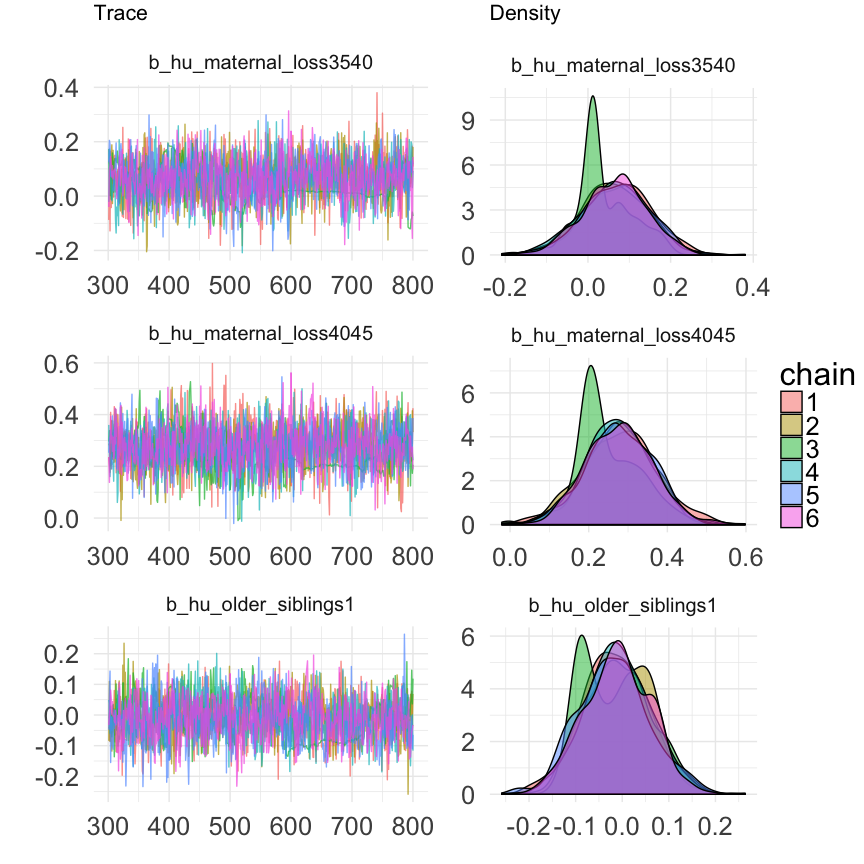 Trace Density
b_hu_maternal_loss3540 b_hu_maternal_loss3540
0.4
0.2
0.0
-0.2
300 400 500 600 700 800
9
6
3
0
-0.2 0.0 0.2 0.4
b_hu_maternal_loss4045 b_hu_maternal_loss4045
0.6
0.4
0.2
0.0
300 400 500 600 700 800
6
4
2
0
0.0 0.2 0.4 0.6
chain
1
2
3
4
5
6
b_hu_older_siblings1 b_hu_older_siblings1
0.2
0.1
0.0
-0.1
-0.2
300 400 500 600 700 800
6
4
2
0
-0.2 -0.1 0.0 0.1 0.2